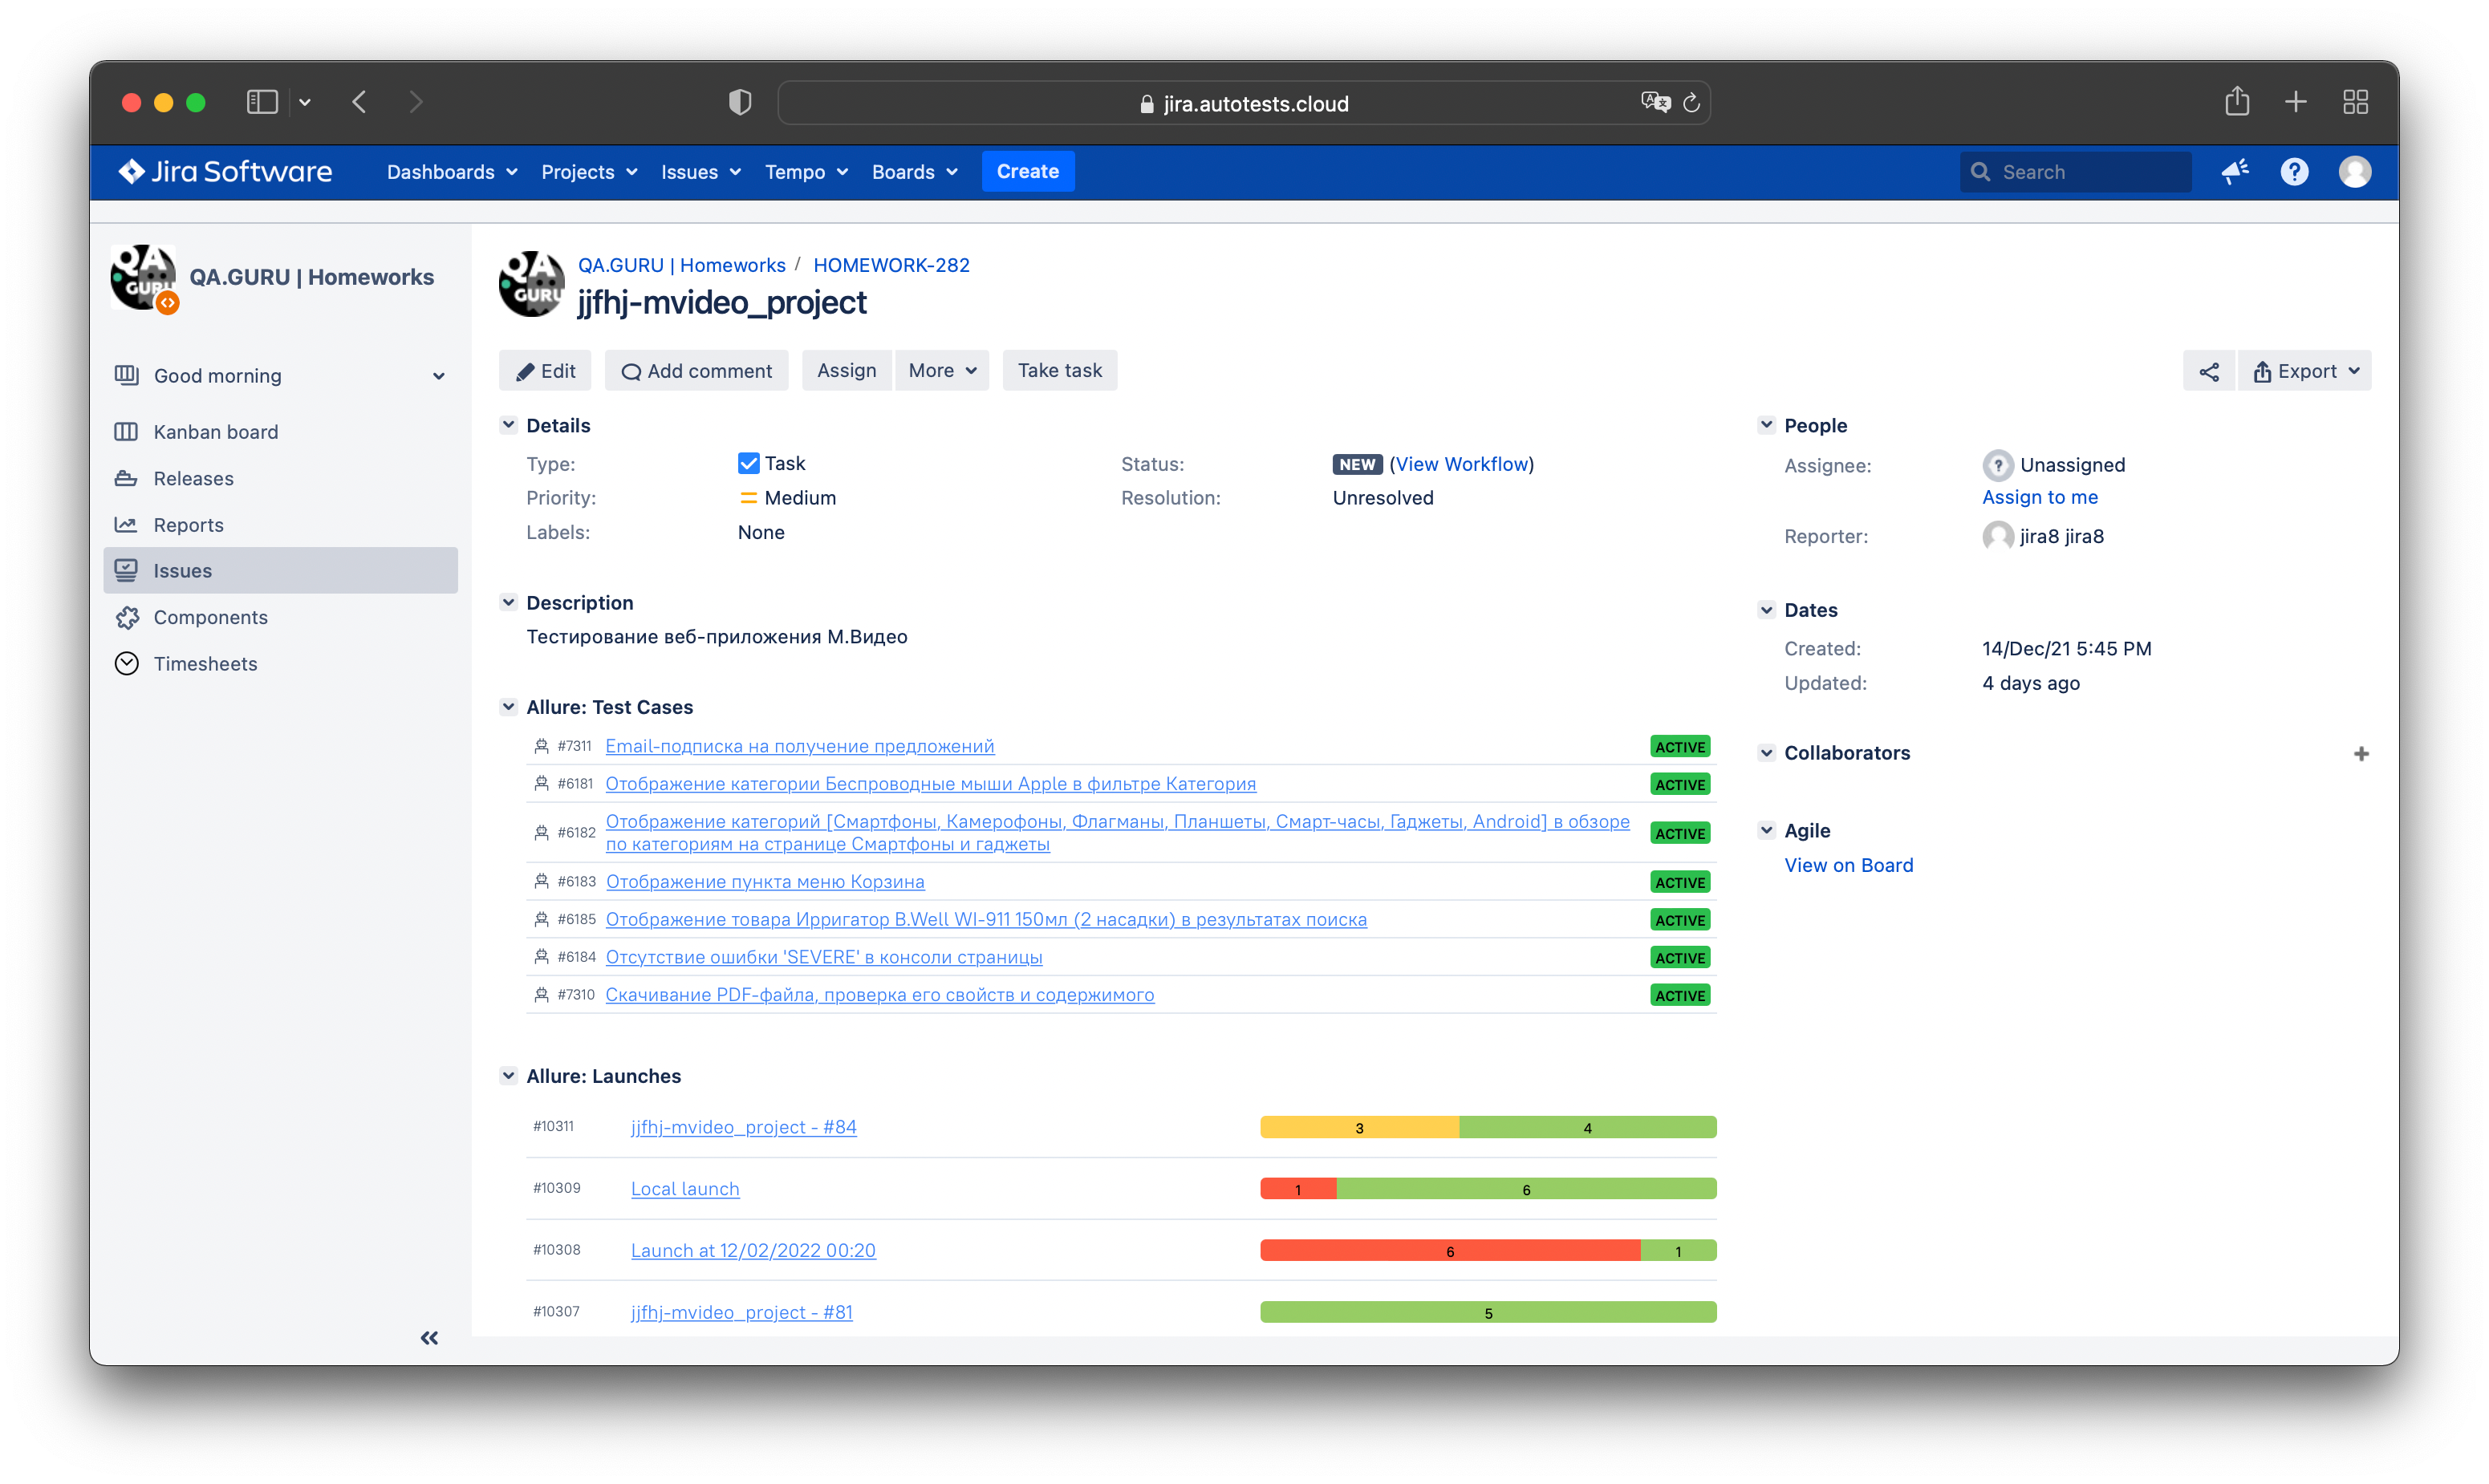 jira.autotests.cloud
Jira Software Dashboards Projects Issues Tempo Boards Create Search
QA.GURU | Homeworks
Good morning
Kanban board
Releases
Reports
Issues
Components
Timesheets
QA GURU
QA.GURU | Homeworks / HOMEWORK-282
jjfhj-mvideo_project
Edit Add comment Assign More Take task Export
Details
Type: Task Status: NEW (View Workflow)
Priority: Medium Resolution: Unresolved
Labels: None
Description
Тестирование веб-приложения М.Видео
Allure: Test Cases
#7311 Email-подписка на получение предложений ACTIVE
#6181 Отображение категории Беспроводные мыши Apple в фильтре Категория ACTIVE
#6182 Отображение категорий [Смартфоны, Камерофоны, Флагманы, Планшеты, Смарт-часы, Гаджеты, Android] в обзоре
по категориям на странице Смартфоны и гаджеты ACTIVE
#6183 Отображение пункта меню Корзина ACTIVE
#6185 Отображение товара Ирригатор B.Well WI-911 150мл (2 насадки) в результатах поиска ACTIVE
#6184 Отсутствие ошибки 'SEVERE' в консоли страницы ACTIVE
#7310 Скачивание PDF-файла, проверка его свойств и содержимого ACTIVE
Allure: Launches
#10311 jjfhj-mvideo_project - #84 3 4
#10309 Local launch 1 6
#10308 Launch at 12/02/2022 00:20 6 1
#10307 jjfhj-mvideo_project - #81 5
People
Assignee: Unassigned
Assign to me
Reporter: jira8 jira8
Dates
Created: 14/Dec/21 5:45 PM
Updated: 4 days ago
Collaborators
Agile
View on Board